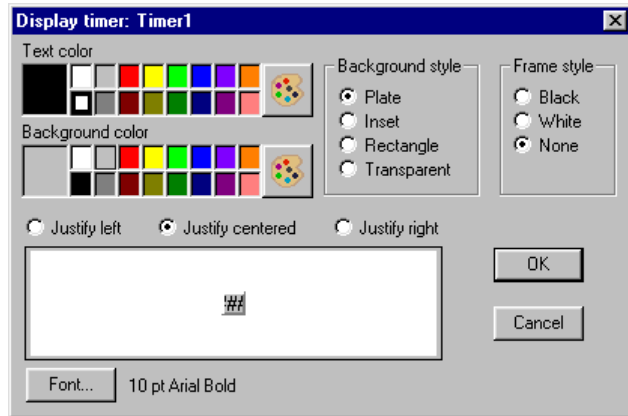 Display timer: Timer1
Text color
Background color
Background style
Plate
Inset
Rectangle
Transparent
Frame style
Black
White
None
Justify left
Justify centered
Justify right
##
OK
Cancel
Font...
10 pt Arial Bold